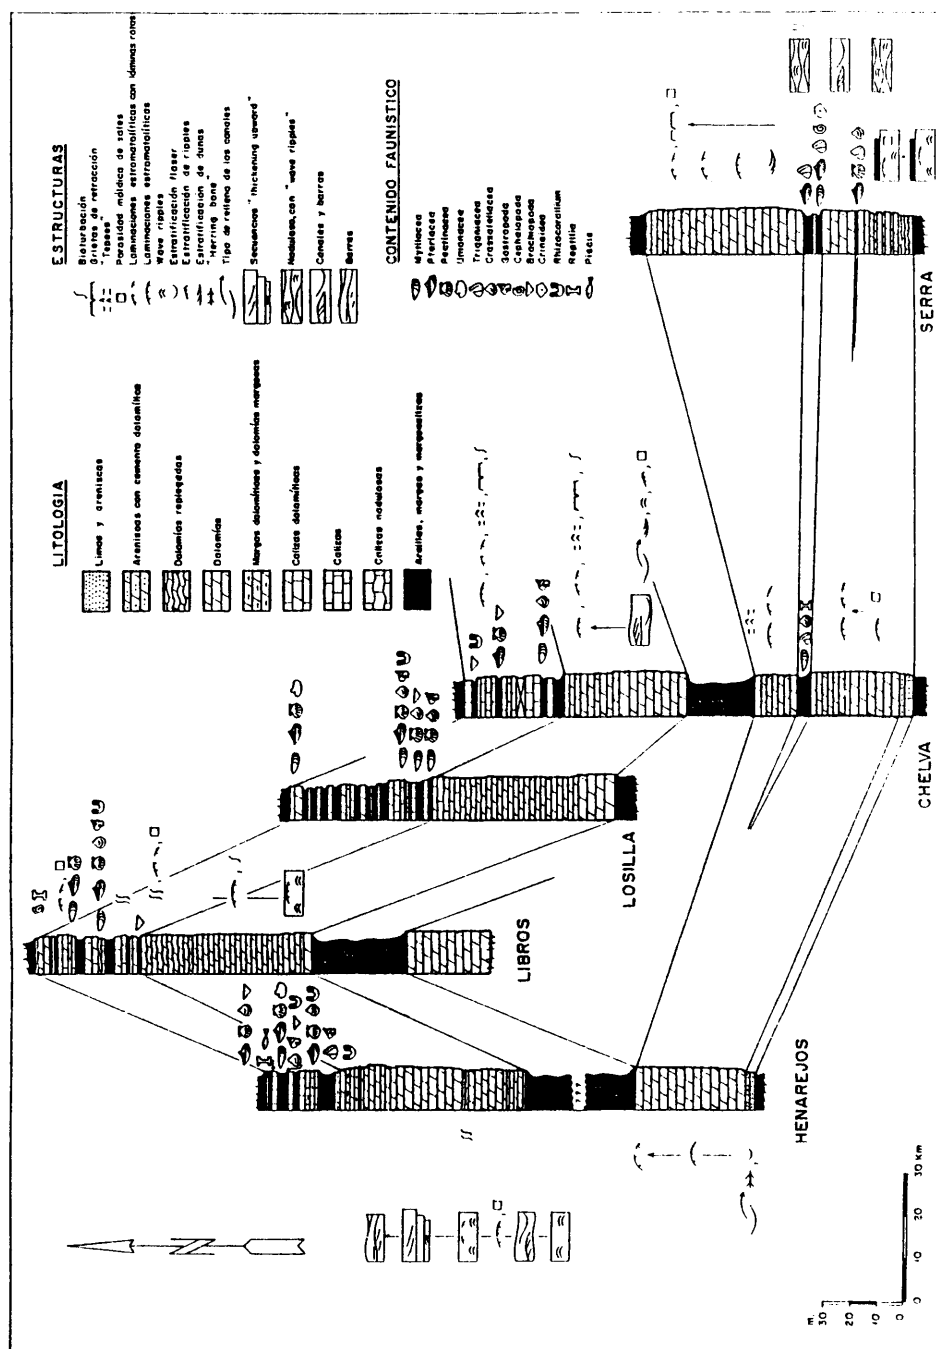 ESTRUCTURAS
Bioturbación
Grietas de retracción
"Tepees"
Porosidad móldica de sales
Laminaciones estromatolíticas con láminas rotas
Laminaciones estromatolíticas
Wave ripples
Estratificación flaser
Estratificación de ripples
Estratificación de dunas
"Herring bone"
Tipo de relleno de los canales
Secuencias "thickening upward"
Nodulosa, con "wave ripples"
Canales y barras
Barras
CONTENIDO FAUNISTICO
Mytilacea
Pteriacea
Pectinacea
Limanacea
Trigoniacea
Crassatellacea
Gastropoda
Cephalopoda
Brachiopoda
Crinoidea
Rhizocorallium
Reptilia
Piscis
LITOLOGIA
Limos y areniscas
Areniscas con cemento dolomítico
Dolomías replegadas
Dolomías
Margas dolomíticas y dolomías margosas
Calizas dolomíticas
Calizas
Calizas nodulosas
Arcillas, margas y margocalizas
SERRA
CHELVA
LOSILLA
LIBROS
HENAREJOS
m.
30
20
10
0
0 10 20 30 km